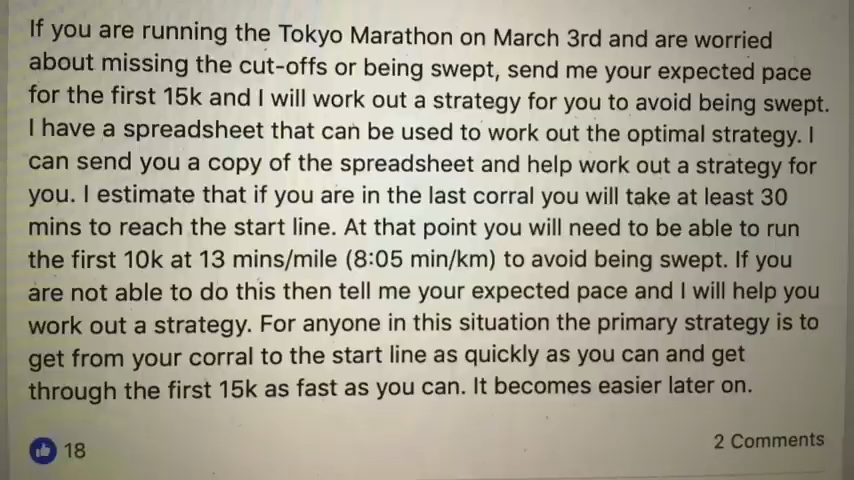 If you are running the Tokyo Marathon on March 3rd and are worried
about missing the cut-offs or being swept, send me your expected pace
for the first 15k and I will work out a strategy for you to avoid being swept.
I have a spreadsheet that can be used to work out the optimal strategy. I
can send you a copy of the spreadsheet and help work out a strategy for
you. I estimate that if you are in the last corral you will take at least 30
mins to reach the start line. At that point you will need to be able to run
the first 10k at 13 mins/mile (8:05 min/km) to avoid being swept. If you
are not able to do this then tell me your expected pace and I will help you
work out a strategy. For anyone in this situation the primary strategy is to
get from your corral to the start line as quickly as you can and get
through the first 15k as fast as you can. It becomes easier later on.
18
2 Comments